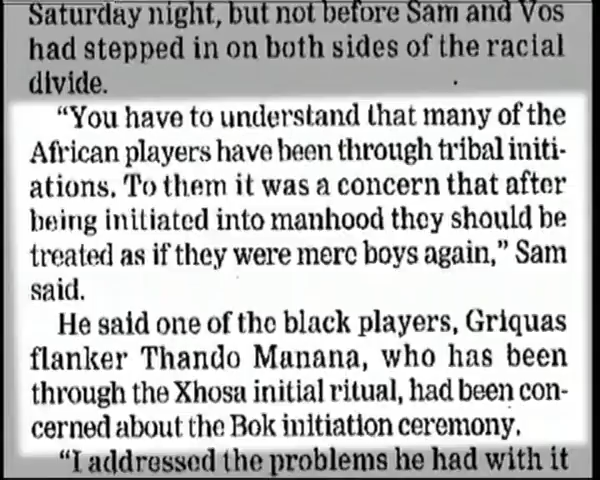 Saturday night, but not before Sam and Vos
had stepped in on both sides of the racial
divide.
“You have to understand that many of the
African players have been through tribal initi-
ations. To them it was a concern that after
being initiated into manhood they should be
treated as if they were mere boys again,” Sam
said.
He said one of the black players, Griquas
flanker Thando Manana, who has been
through the Xhosa initial ritual, had been con-
cerned about the Bok initiation ceremony.
“I addressed the problems he had with it